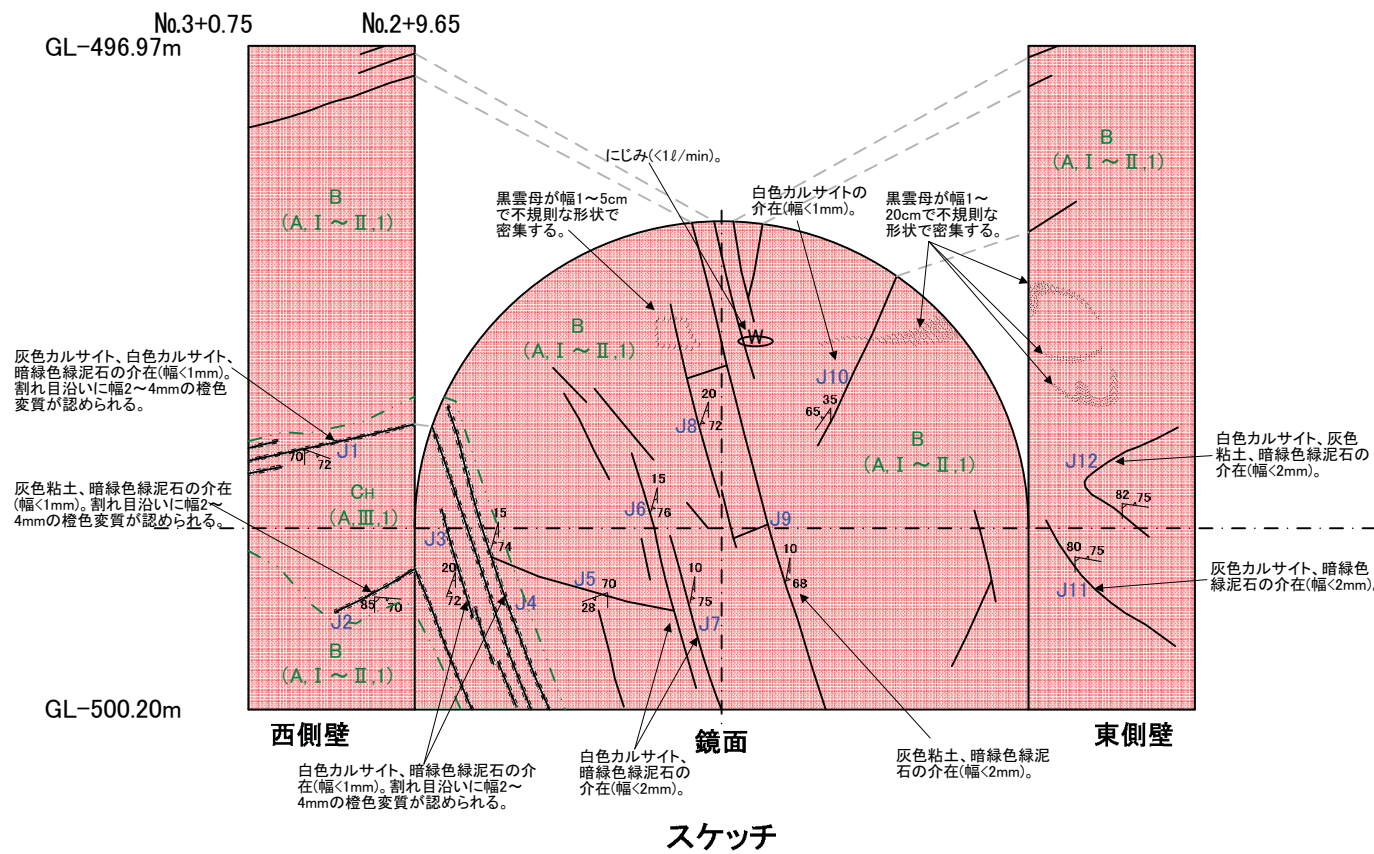 No.3+0.75
No.2+9.65
GL-496.97m
にじみ(<1ℓ/min)。
黒雲母が幅1~5cm
で不規則な形状で
密集する。
白色カルサイトの
介在(幅<1mm)。
黒雲母が幅1~
20cmで不規則な
形状で密集する。
B
(A, Ⅰ ~ Ⅱ,1)
B
(A, Ⅰ ~ Ⅱ,1)
B
(A, Ⅰ ~ Ⅱ,1)
W
灰色カルサイト、白色カルサイト、
暗緑色緑泥石の介在(幅<1mm)。
割れ目沿いに幅2~4mmの橙色
変質が認められる。
J10
35
65
20
J8
72
J1
70
72
B
(A, Ⅰ ~ Ⅱ,1)
J12
白色カルサイト、灰色
粘土、暗緑色緑泥石の
介在(幅<2mm)。
82
75
灰色粘土、暗緑色緑泥石の介在
(幅<1mm)。割れ目沿いに幅2~
4mmの橙色変質が認められる。
CH
(A,Ⅲ,1)
15
J6
76
15
74
J3
J9
20
72
J4
J5
70
28
10
75
J7
10
68
80
75
J11
灰色カルサイト、暗緑色
緑泥石の介在(幅<2mm)。
85
70
J2
B
(A, Ⅰ ~ Ⅱ,1)
GL-500.20m
西側壁
鏡面
東側壁
白色カルサイト、暗緑色緑泥石の介
在(幅<1mm)。割れ目沿いに幅2~
4mmの橙色変質が認められる。
白色カルサイト、
暗緑色緑泥石の
介在(幅<2mm)。
灰色粘土、暗緑色緑泥
石の介在(幅<2mm)。
スケッチ